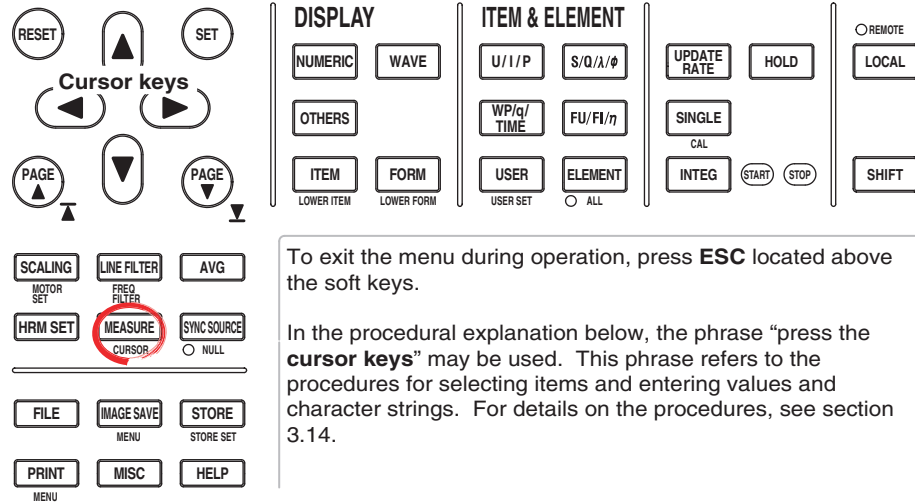 RESET
SET
Cursor keys
PAGE
PAGE
DISPLAY
NUMERIC WAVE
OTHERS
ITEM FORM
LOWER ITEM LOWER FORM
ITEM & ELEMENT
U / I / P S/Q/λ/ϕ
WP/q/
TIME
FU/FI/η
USER ELEMENT
USER SET ALL
UPDATE
RATE
HOLD
SINGLE
CAL
INTEG START STOP
REMOTE
LOCAL
SHIFT
SCALING LINE FILTER AVG
MOTOR
SET
FREQ
FILTER
HRM SET MEASURE SYNC SOURCE
CURSOR NULL
FILE IMAGE SAVE STORE
MENU STORE SET
PRINT MISC HELP
MENU
To exit the menu during operation, press ESC located above
the soft keys.
In the procedural explanation below, the phrase “press the
cursor keys” may be used. This phrase refers to the
procedures for selecting items and entering values and
character strings. For details on the procedures, see section
3.14.